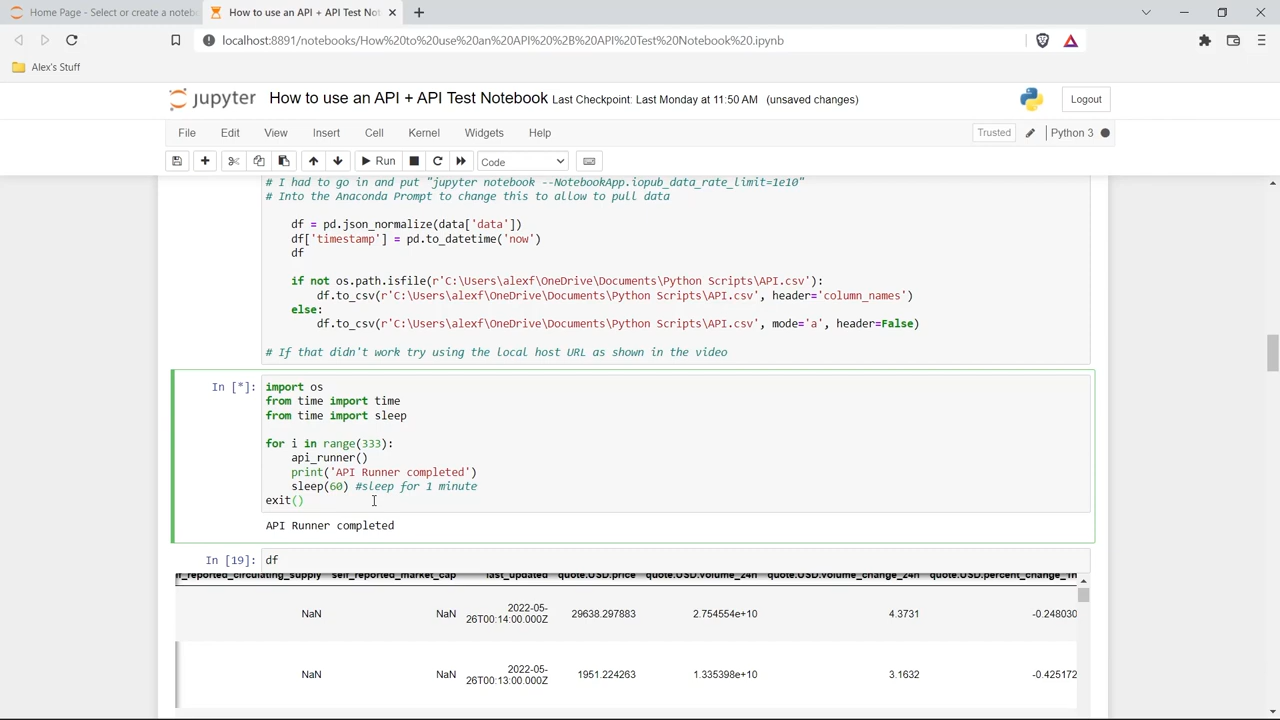 Home Page - Select or create a noteb
How to use an API + API Test Not
localhost:8891/notebooks/How%20to%20use%20an%20API%20%2B%20API%20Test%20Notebook%20.ipynb
Alex's Stuff
jupyter How to use an API + API Test Notebook Last Checkpoint: Last Monday at 11:50 AM (unsaved changes) Logout
File Edit View Insert Cell Kernel Widgets Help Trusted Python 3
Run Code
# I had to go in and put "jupyter notebook --NotebookApp.iopub_data_rate_limit=1e10"
# Into the Anaconda Prompt to change this to allow to pull data
df = pd.json_normalize(data['data'])
df['timestamp'] = pd.to_datetime('now')
df
if not os.path.isfile(r'C:\Users\alexf\OneDrive\Documents\Python Scripts\API.csv'):
df.to_csv(r'C:\Users\alexf\OneDrive\Documents\Python Scripts\API.csv', header='column_names')
else:
df.to_csv(r'C:\Users\alexf\OneDrive\Documents\Python Scripts\API.csv', mode='a', header=False)
# If that didn't work try using the local host URL as shown in the video
In [*]: import os
from time import time
from time import sleep
for i in range(333):
api_runner()
print('API Runner completed')
sleep(60) #sleep for 1 minute
exit()
API Runner completed
In [19]: df
lf_reported_circulating_supply self_reported_market_cap last_updated quote.USD.price quote.USD.volume_24h quote.USD.volume_change_24h quote.USD.percent_change_1h
NaN NaN 2022-05-26T00:14:00.000Z 29638.297883 2.754554e+10 4.3731 -0.248030
NaN NaN 2022-05-26T00:13:00.000Z 1951.224263 1.335398e+10 3.1632 -0.425172